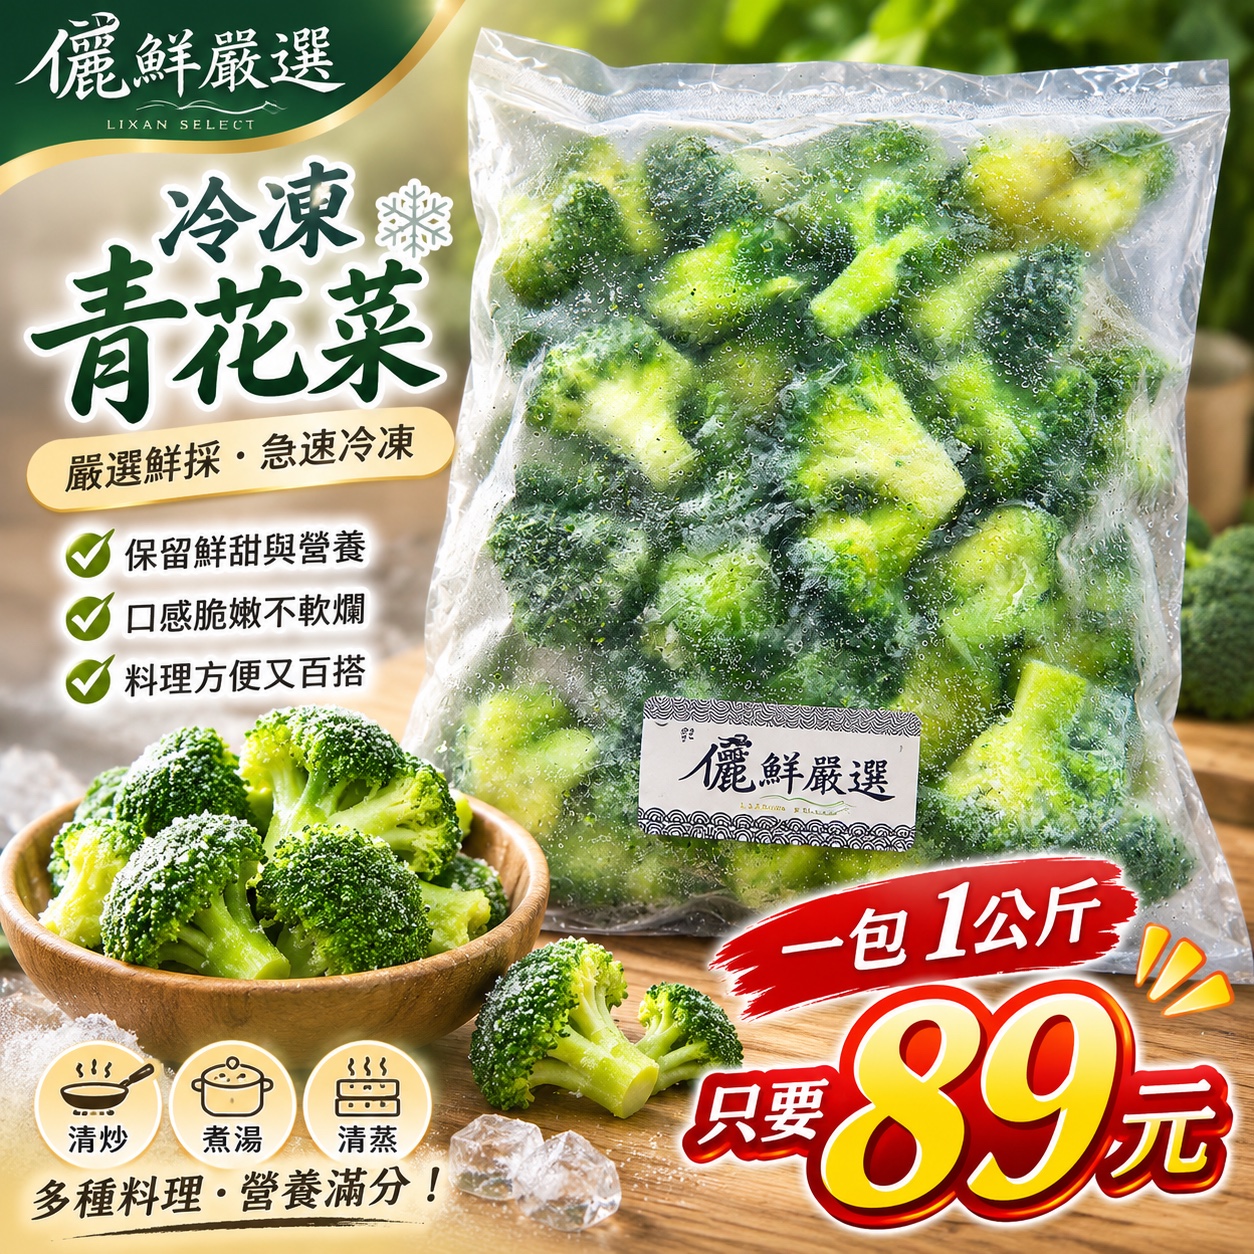 儷鮮嚴選
LIXAN SELECT
冷凍
青花菜
嚴選鮮採・急速冷凍
保留鮮甜與營養
口感脆嫩不軟爛
料理方便又百搭
儷鮮嚴選
一包1公斤
只要89元
清炒
煮湯
清蒸
多種料理・營養滿分！